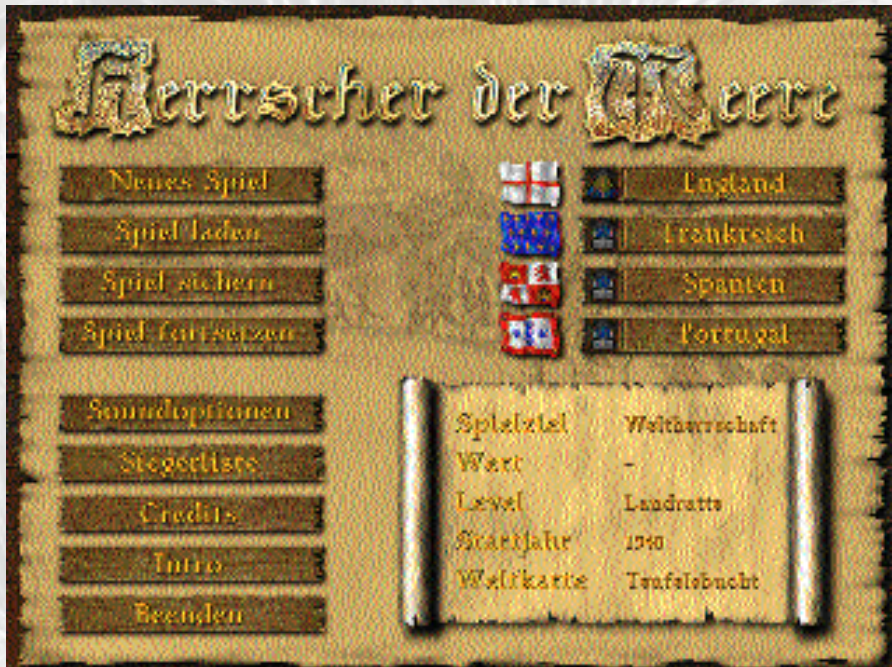 Herrscher der Meere
Neues Spiel
Spiel laden
Spiel sichern
Spiel fortsetzen
England
Frankreich
Spanien
Portugal
Soundoptionen
Siegerliste
Credits
Intro
Beenden
Spielziel Weltherrschaft
Wert -
Level Landratte
Startjahr
Weltkarte Teufelsbucht